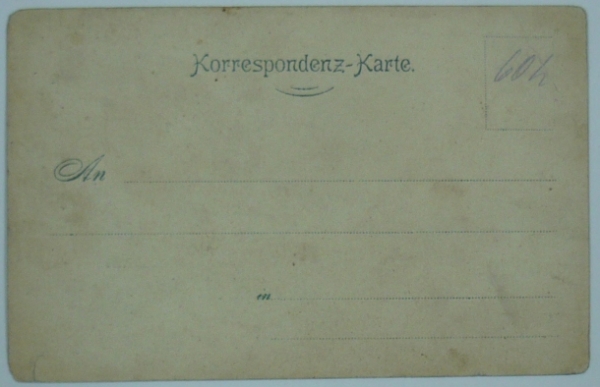 Korrespondenz-Karte.
60h
An
in